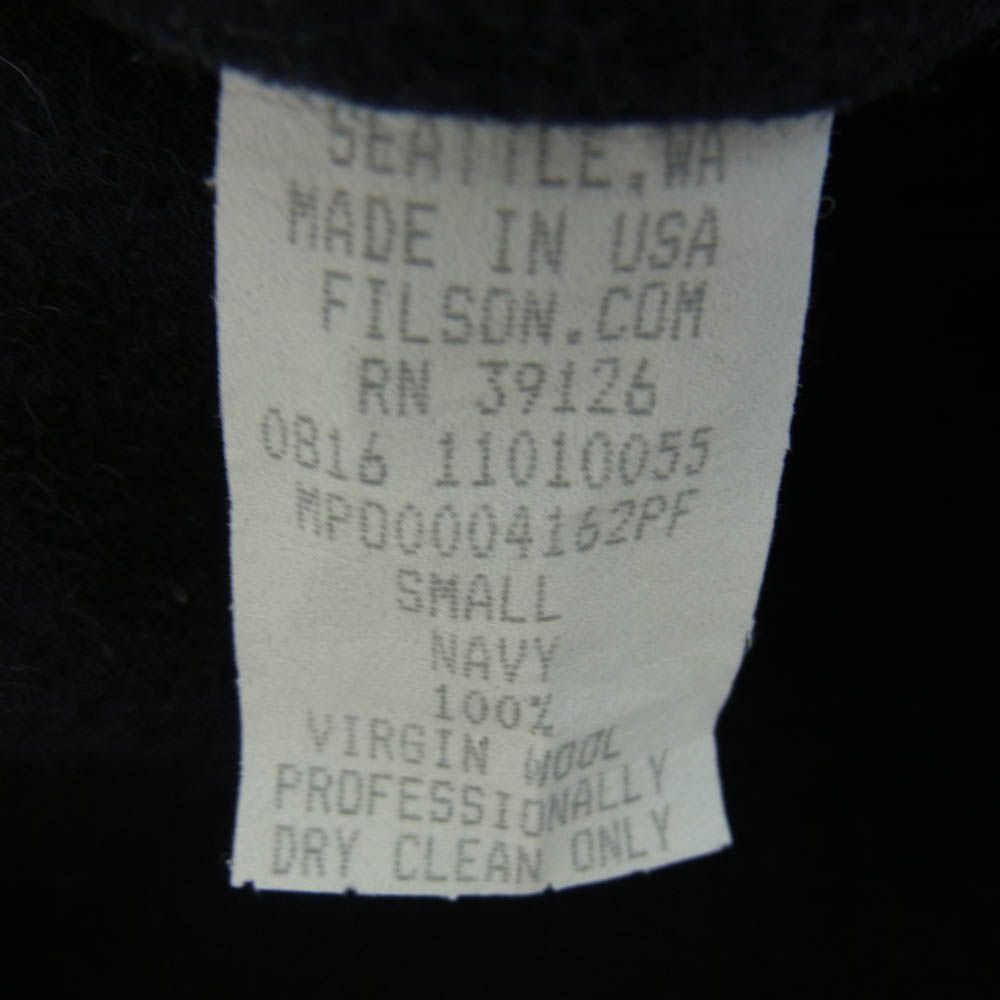 SEATTLE, WA
MADE IN USA
FILSON.COM
RN 39126
0816 11010055
MPO00004162PF
SMALL
NAVY
100%
VIRGIN WOOL
PROFESSIONALLY
DRY CLEAN ONLY